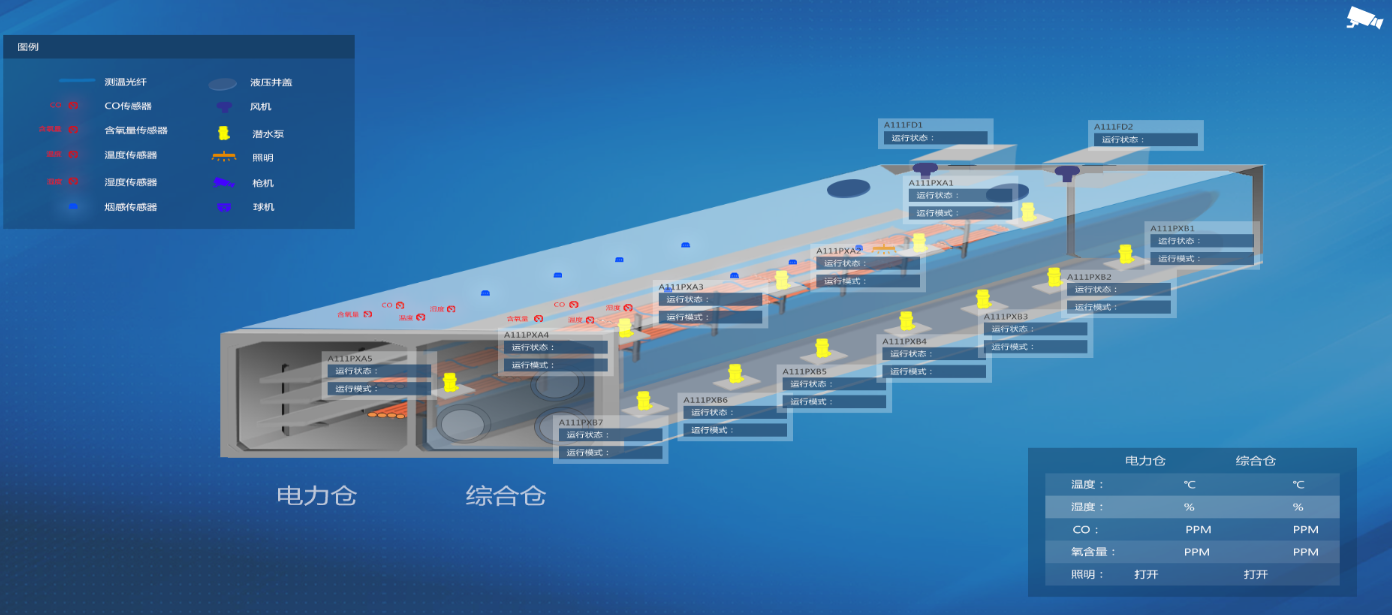 图例
测温光纤
液压井盖
CO
CO传感器
风机
含氧量
含氧量传感器
潜水泵
温度
温度传感器
照明
湿度
湿度传感器
枪机
烟感传感器
球机
A111FD1
运行状态：
A111FD2
运行状态：
A111PXA1
运行状态：
运行模式：
A111PXB1
运行状态：
运行模式：
A111PXA2
运行状态：
运行模式：
A111PXB2
运行状态：
运行模式：
A111PXA3
运行状态：
运行模式：
CO
湿度
含氧量
温度
CO
湿度
含氧量
温度
A111PXB3
运行状态：
运行模式：
A111PXA4
运行状态：
运行模式：
A111PXB4
运行状态：
运行模式：
A111PXA5
运行状态：
运行模式：
A111PXB5
运行状态：
运行模式：
A111PXB6
运行状态：
运行模式：
A111PXB7
运行状态：
运行模式：
电力仓
综合仓
电力仓 综合仓
温度： ℃ ℃
湿度： % %
CO： PPM PPM
氧含量： PPM PPM
照明： 打开 打开